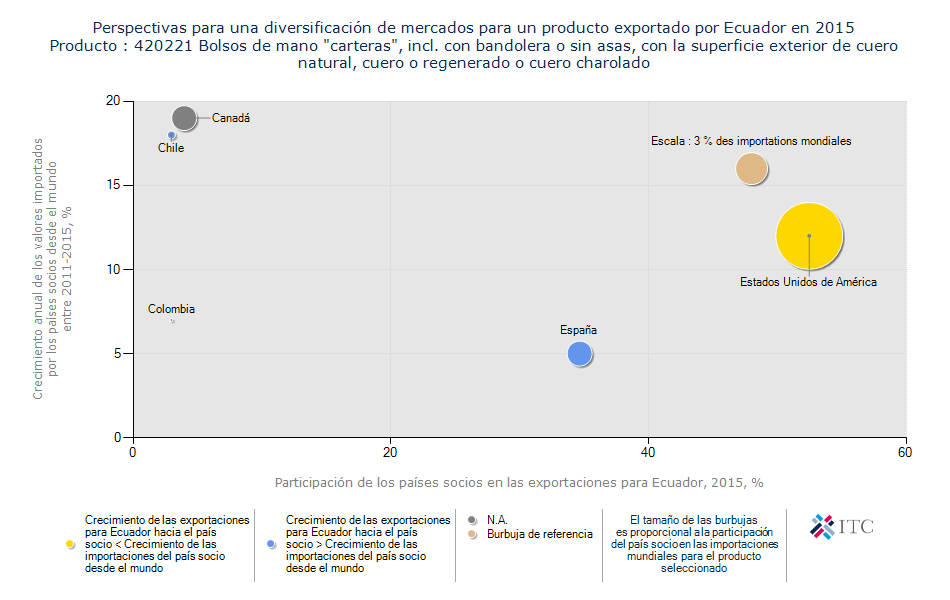 Perspectivas para una diversificación de mercados para un producto exportado por Ecuador en 2015
Producto : 420221 Bolsos de mano "carteras", incl. con bandolera o sin asas, con la superficie exterior de cuero
natural, cuero o regenerado o cuero charolado
Crecimiento anual de los valores importados
por los países socios desde el mundo
entre 2011-2015, %
20
15
10
5
0
Canadá
Chile
Escala : 3 % des importations mondiales
Estados Unidos de América
Colombia
España
0
20
40
60
Participación de los países socios en las exportaciones para Ecuador, 2015, %
Crecimiento de las exportaciones
para Ecuador hacia el país
socio < Crecimiento de las
importaciones del país socio
desde el mundo
Crecimiento de las exportaciones
para Ecuador hacia el país
socio > Crecimiento de las
importaciones del país socio
desde el mundo
N.A.
Burbuja de referencia
El tamaño de las burbujas
es proporcional a la participación
del país socio en las importaciones
mundiales para el producto
seleccionado
ITC